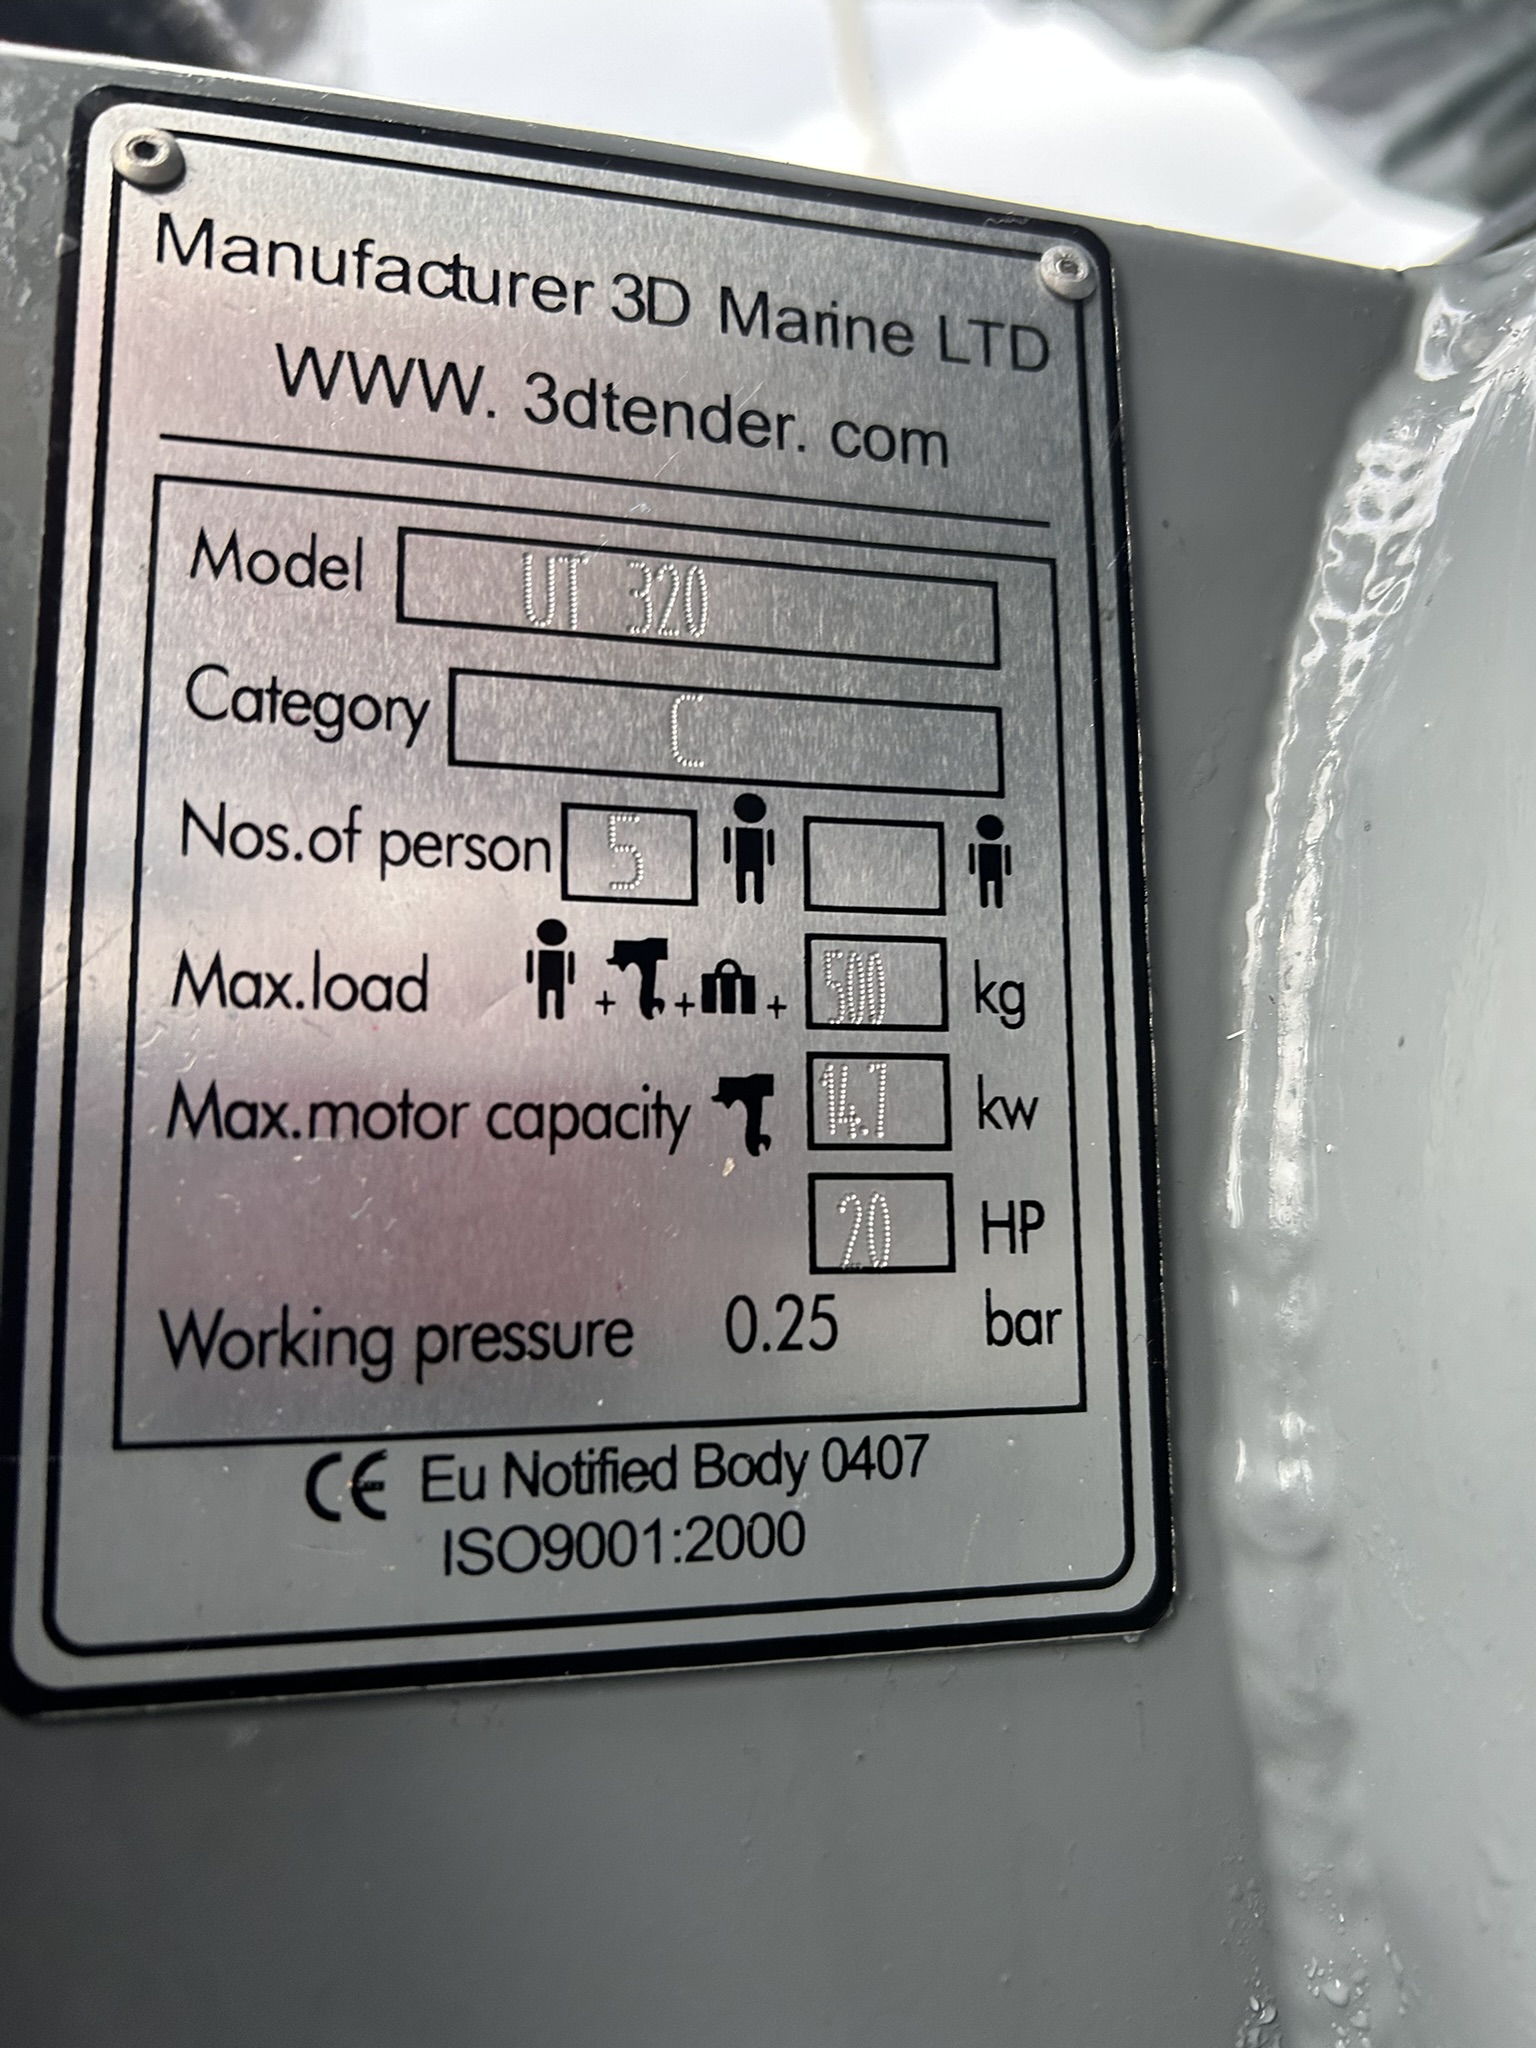 Manufacturer 3D Marine LTD
WWW. 3dtender. com
Model UT 320
Category C
Nos.of person 5
Max.load + + + 500 kg
Max.motor capacity 14.7 kw
20 HP
Working pressure 0.25 bar
CE Eu Notified Body 0407
ISO9001:2000